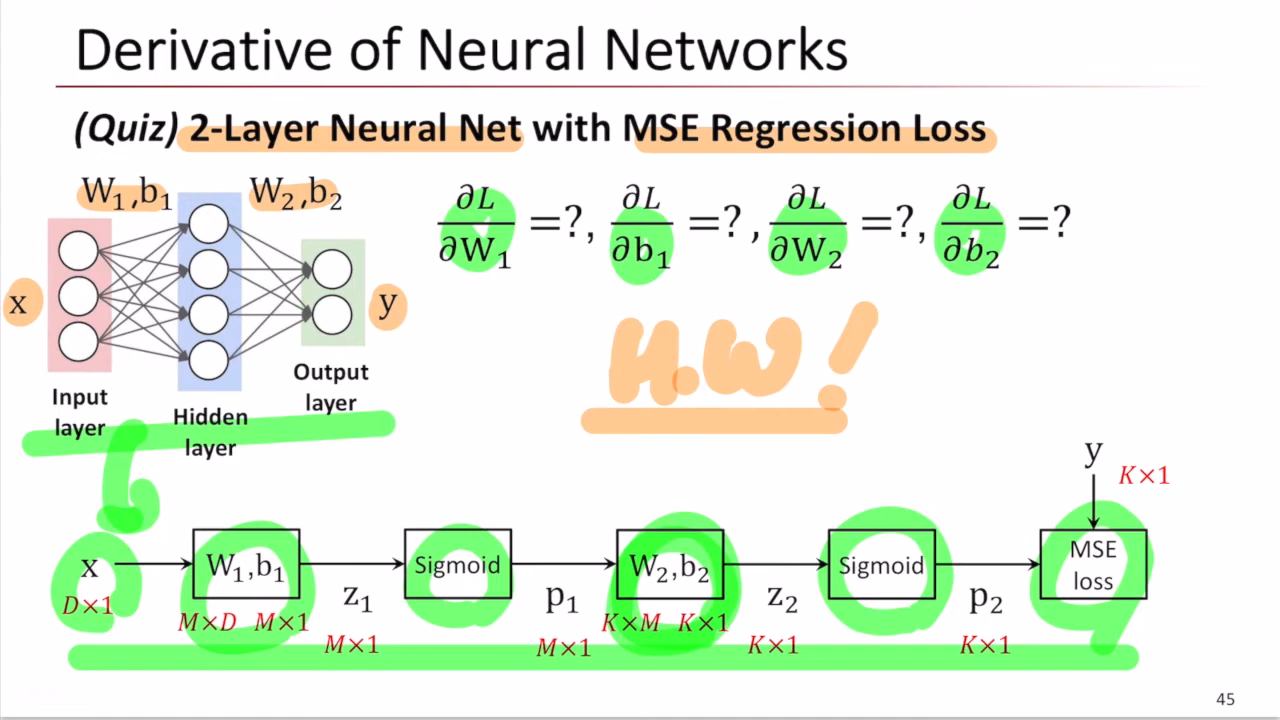 Derivative of Neural Networks
(Quiz) 2-Layer Neural Net with MSE Regression Loss
W₁,b₁ W₂,b₂
∂L/∂W₁ =?, ∂L/∂b₁ =?, ∂L/∂W₂ =?, ∂L/∂b₂ =?
x
y
Input
layer
Hidden
layer
Output
layer
H.W!
y
K×1
x
W₁,b₁
Sigmoid
W₂,b₂
Sigmoid
MSE
loss
z₁
p₁
z₂
p₂
D×1
M×D M×1
M×1
M×1
K×M K×1
K×1
K×1
45